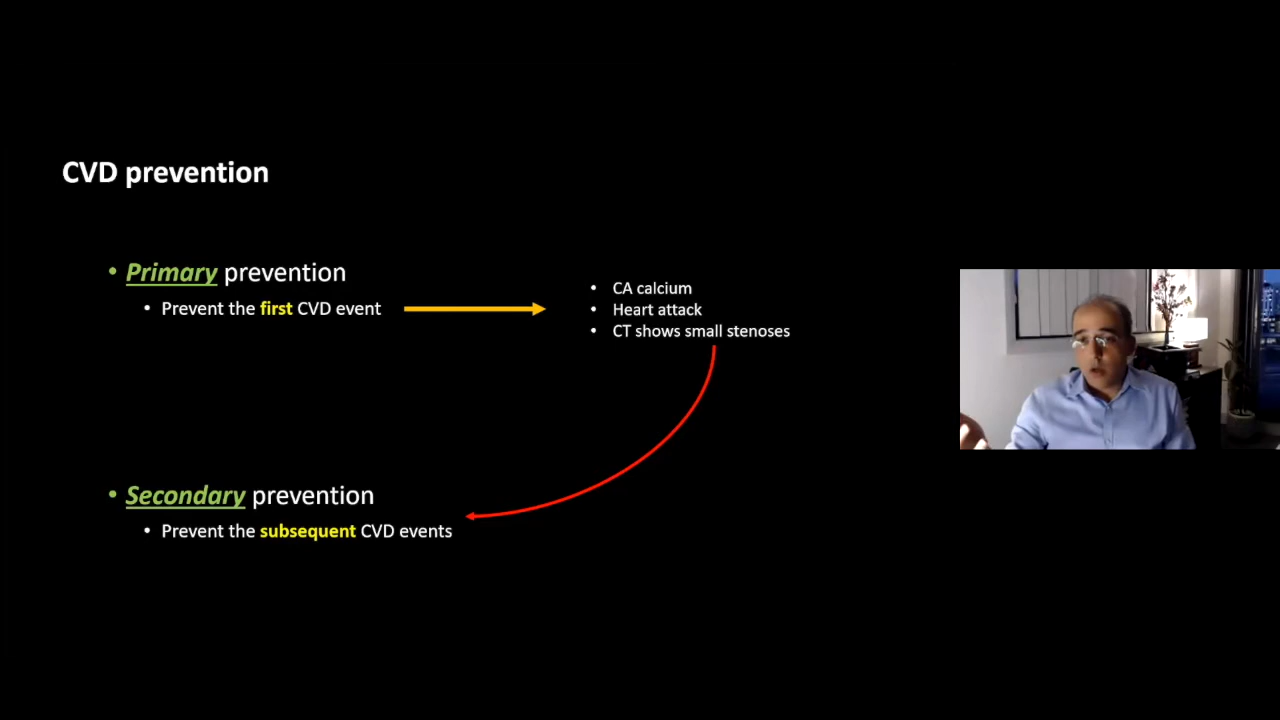 CVD prevention
• Primary prevention
• Prevent the first CVD event
• CA calcium
• Heart attack
• CT shows small stenoses
• Secondary prevention
• Prevent the subsequent CVD events